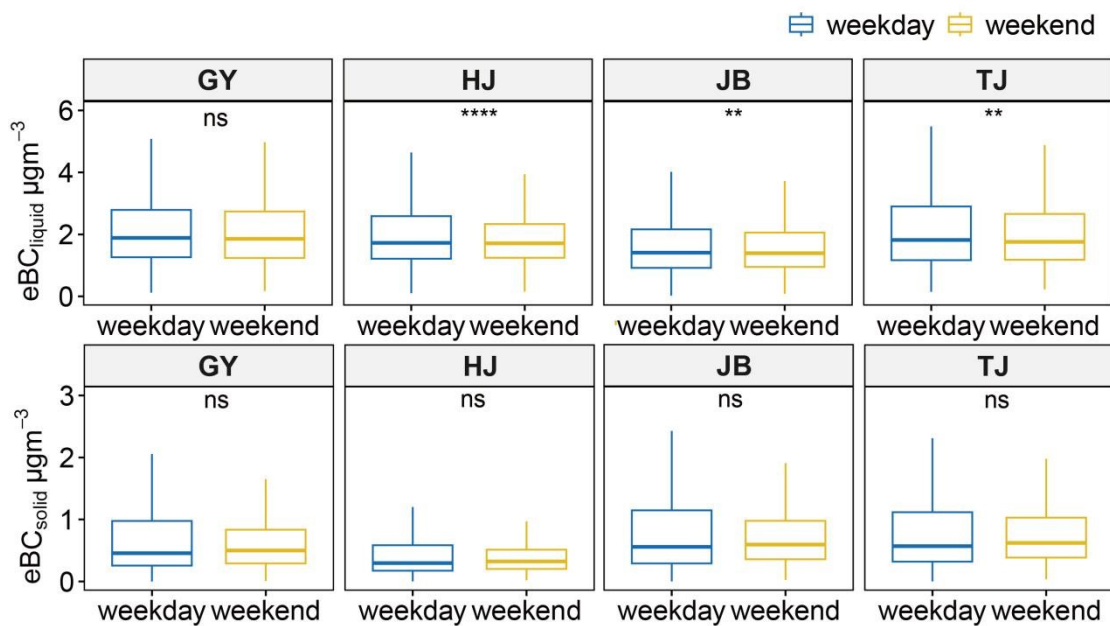 weekday weekend
GY HJ JB TJ
ns **** ** **
6
4
2
0
eBCliquid µgm−3
weekday weekend weekday weekend weekday weekend weekday weekend
GY HJ JB TJ
ns ns ns ns
3
2
1
0
eBCsolid µgm−3
weekday weekend weekday weekend weekday weekend weekday weekend